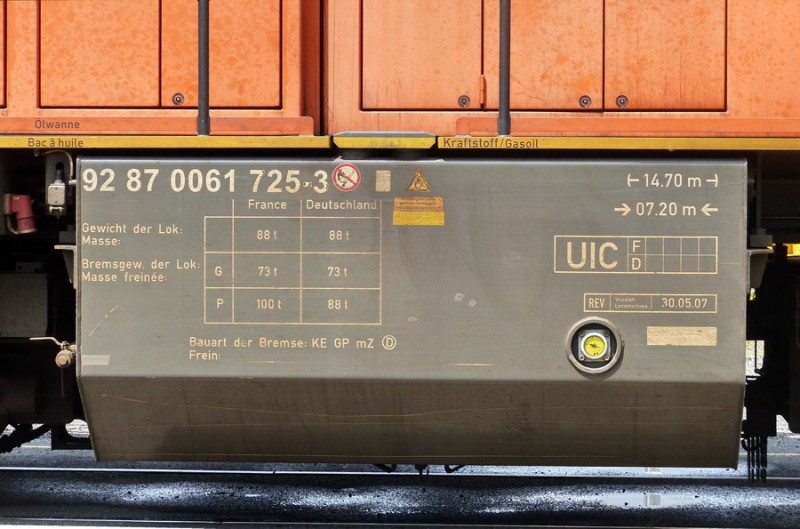 Ölwanne
Bac à huile
Kraftstoff/Gasoil
92 87 0061 725-3
14.70 m
07.20 m
France Deutschland
Gewicht der Lok: 88 t 88 t
Masse:
Bremsgew. der Lok: G 73 t 73 t
Masse freinée:
P 100 t 88 t
UIC F
D
REV Vossloh Locomotives 30.05.07
Bauart der Bremse: KE GP mZ D
Frein: